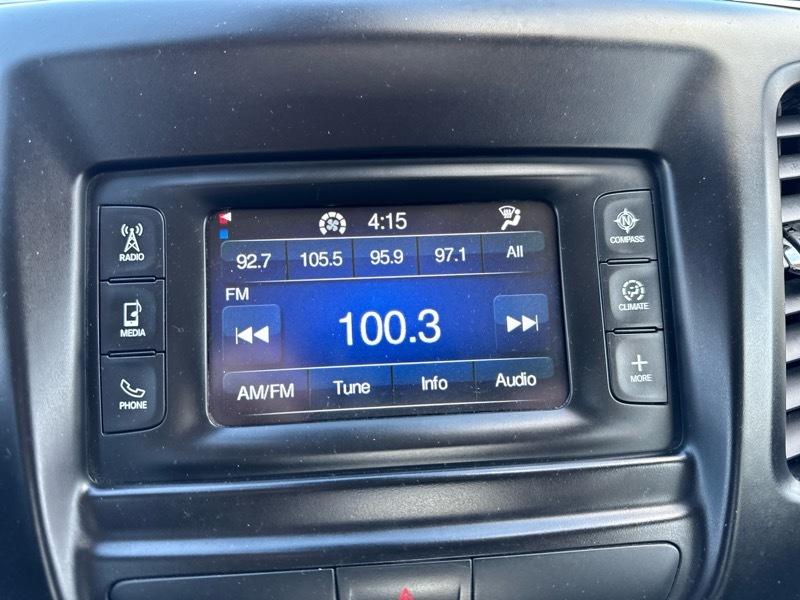 4:15
92.7 105.5 95.9 97.1 All
FM
100.3
AM/FM Tune Info Audio
RADIO
MEDIA
PHONE
N
COMPASS
CLIMATE
MORE